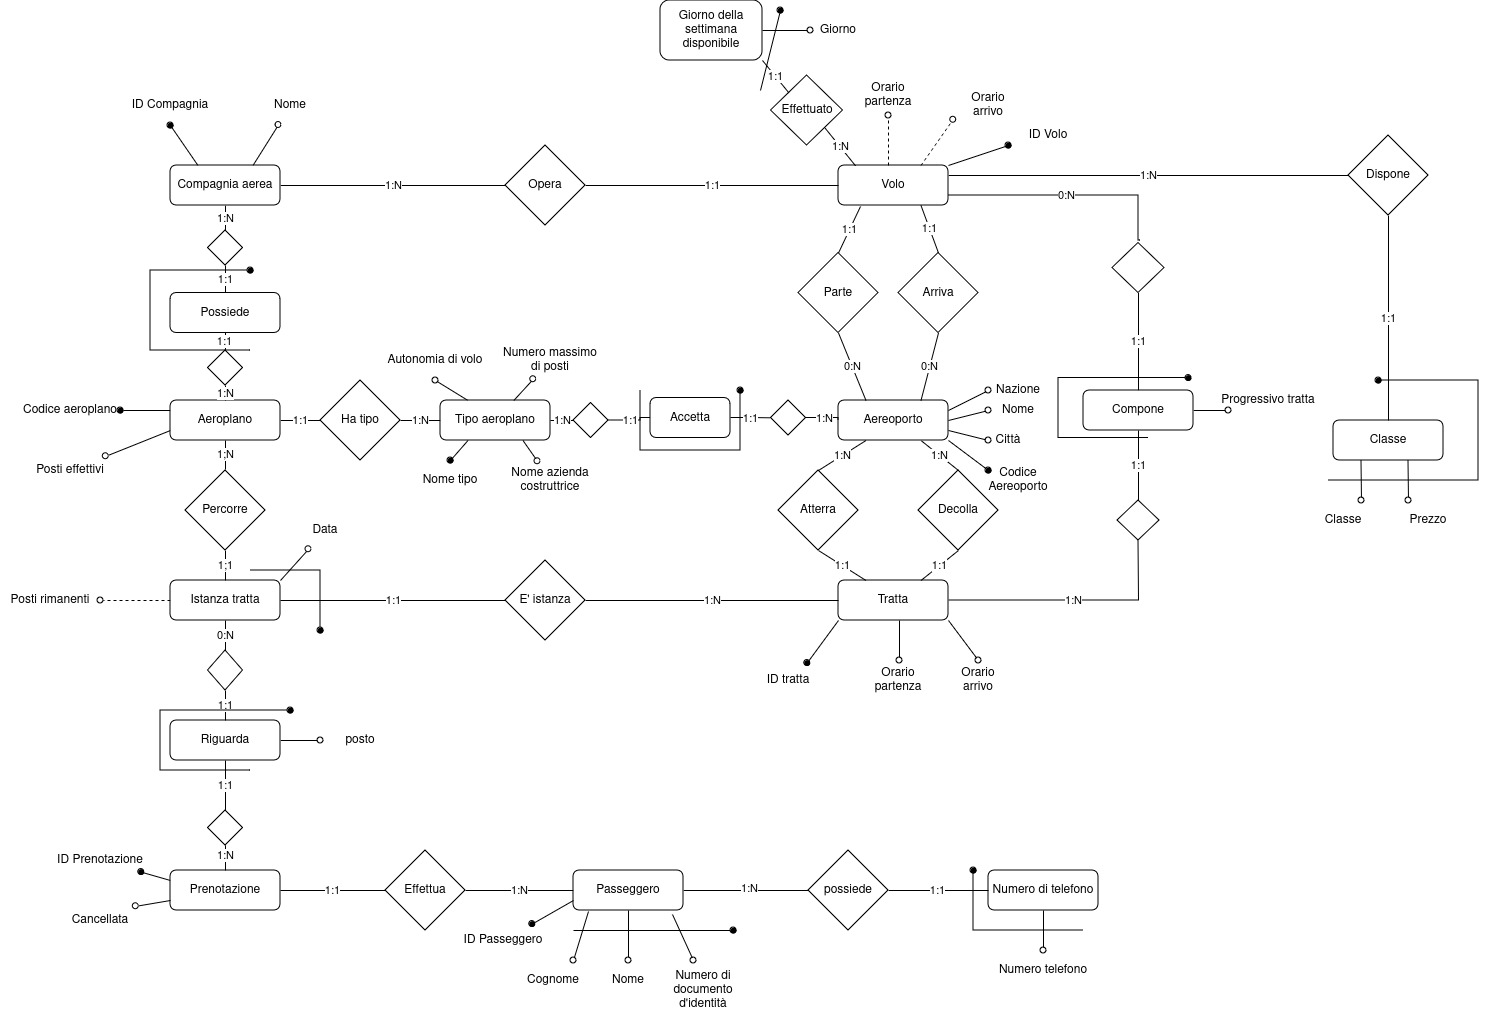 Giorno della
settimana
disponibile
Giorno
1:1
Effettuato
1:N
Orario
partenza
Orario
arrivo
ID Volo
ID Compagnia
Nome
Compagnia aerea
1:N
Opera
1:1
Volo
1:N
Dispone
0:N
1:N
1:1
1:1
Parte
Arriva
1:1
Possiede
1:1
1:1
1:1
1:N
0:N
0:N
Autonomia di volo
Numero massimo
di posti
Codice aeroplano
Aeroplano
1:1
Ha tipo
1:N
Tipo aeroplano
1:N
1:1
Accetta
1:1
1:N
Aereoporto
Nazione
Nome
Città
Codice
Aereoporto
Compone
Progressivo tratta
Classe
Posti effettivi
1:N
Nome tipo
Nome azienda
costruttrice
1:N
1:N
1:1
Percorre
Atterra
Decolla
Classe
Prezzo
Data
1:1
1:1
1:1
Posti rimanenti
Istanza tratta
1:1
E' istanza
1:N
Tratta
1:N
0:N
ID tratta
Orario
partenza
Orario
arrivo
1:1
Riguarda
posto
1:1
1:N
ID Prenotazione
Prenotazione
1:1
Effettua
1:N
Passeggero
1:N
possiede
1:1
Numero di telefono
Cancellata
ID Passeggero
Cognome
Nome
Numero di
documento
d'identità
Numero telefono